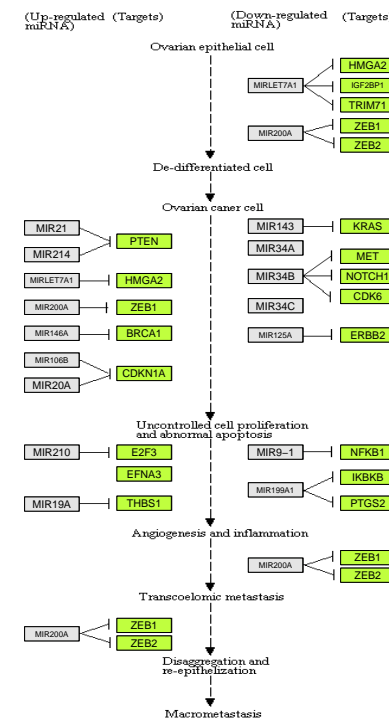 (Up-regulated (Targets)
miRNA)
(Down-regulated (Targets
miRNA)
Ovarian epithelial cell
MIRLET7A1
HMGA2
IGF2BP1
TRIM71
MIR200A
ZEB1
ZEB2
De-differentiated cell
Ovarian caner cell
MIR21
MIR214
PTEN
MIRLET7A1
HMGA2
MIR200A
ZEB1
MIR146A
BRCA1
MIR106B
MIR20A
CDKN1A
MIR143
KRAS
MIR34A
MIR34B
MIR34C
MET
NOTCH1
CDK6
MIR125A
ERBB2
Uncontrolled cell proliferation
and abnormal apoptosis
MIR210
E2F3
EFNA3
MIR19A
THBS1
MIR9-1
NFKB1
MIR199A1
IKBKB
PTGS2
Angiogenesis and inflammation
MIR200A
ZEB1
ZEB2
Transcoelomic metastasis
MIR200A
ZEB1
ZEB2
Disaggregation and
re-epithelization
Macrometastasis